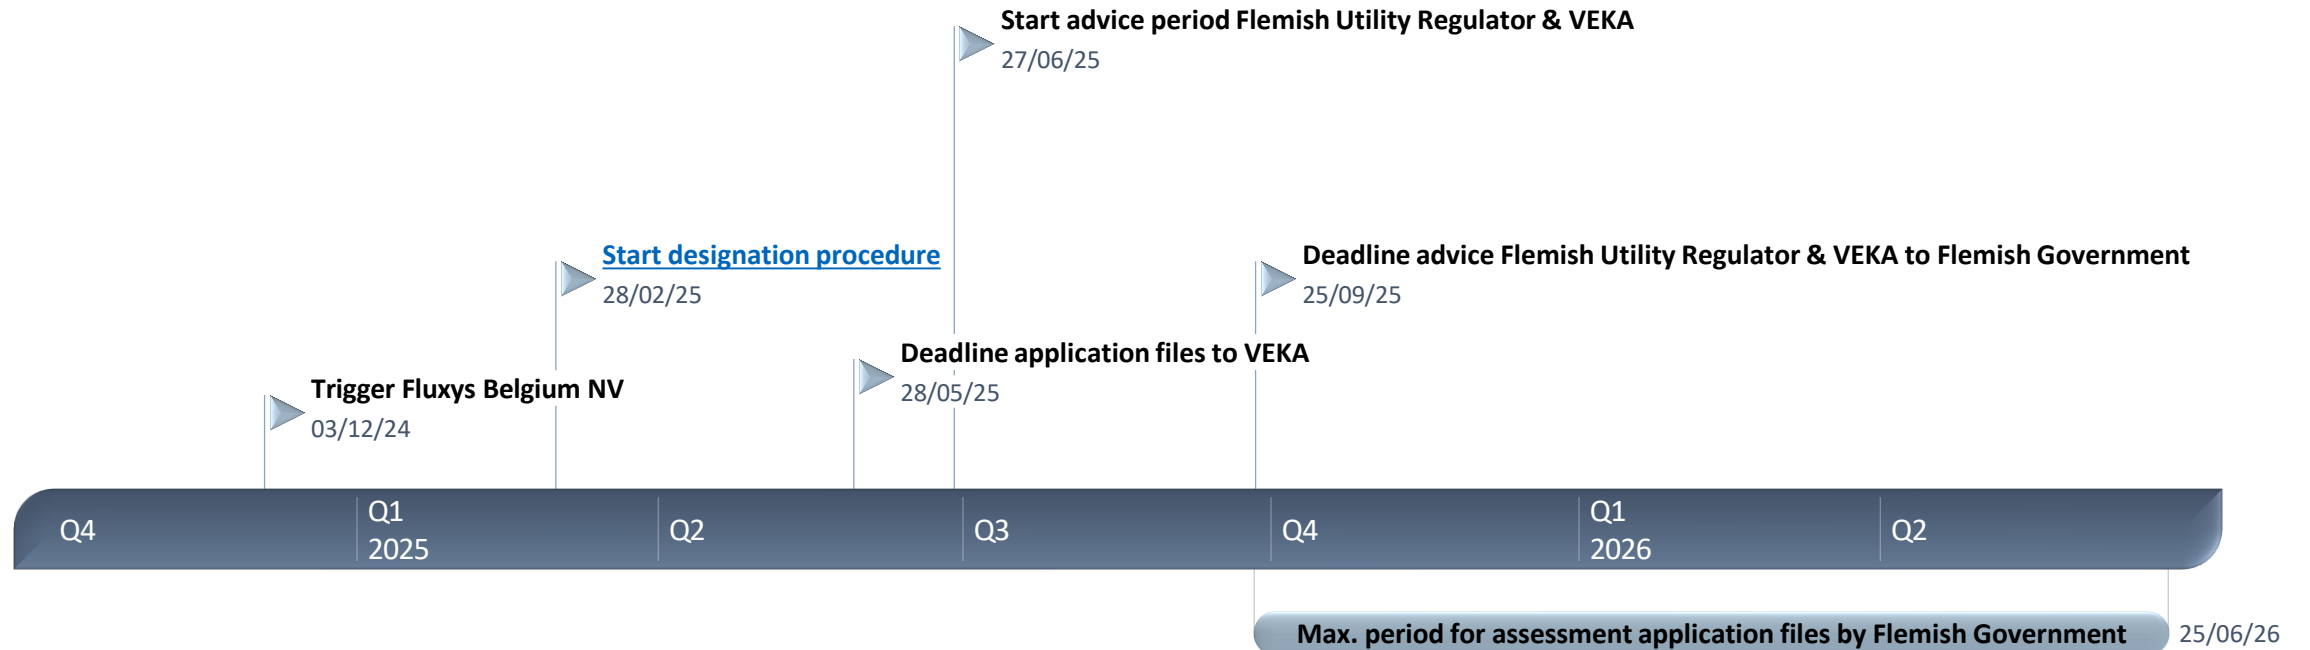 Start advice period Flemish Utility Regulator & VEKA
27/06/25
Start designation procedure
28/02/25
Deadline advice Flemish Utility Regulator & VEKA to Flemish Government
25/09/25
Deadline application files to VEKA
28/05/25
Trigger Fluxys Belgium NV
03/12/24
Q4
Q1
2025
Q2
Q3
Q4
Q1
2026
Q2
Max. period for assessment application files by Flemish Government
25/06/26